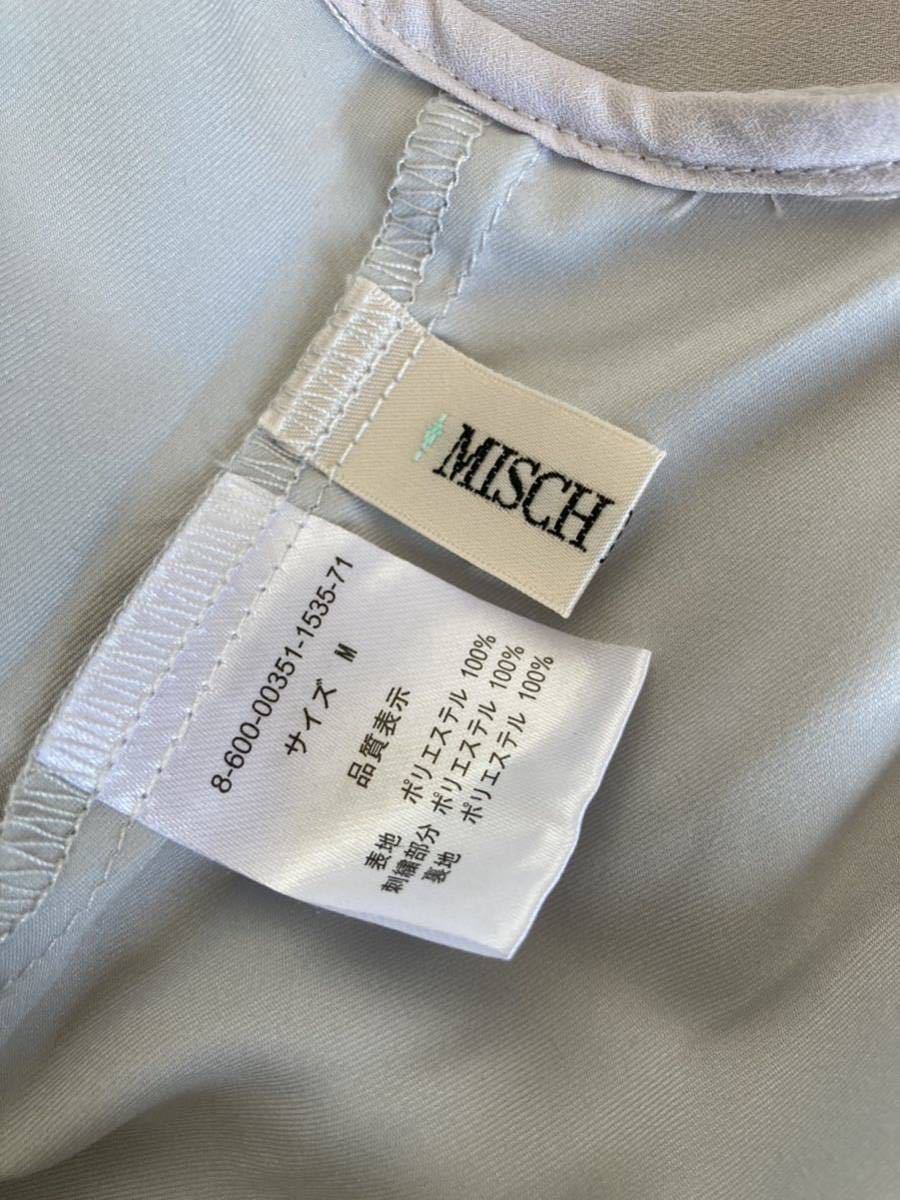 MISCH
8-600-00351-1535-71
サイズ M
品質表示
表地 ポリエステル 100%
刺繍部分 ポリエステル 100%
裏地 ポリエステル 100%